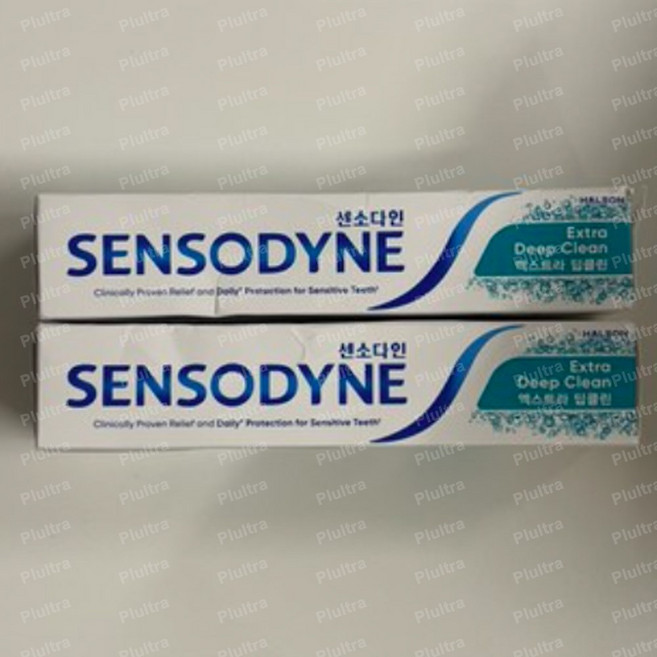 HALEON
센소다인
SENSODYNE
Extra
Deep Clean
엑스트라 딥클린
Clinically Proven Relief and Daily* Protection for Sensitive Teeth¹
HALEON
센소다인
SENSODYNE
Extra
Deep Clean
엑스트라 딥클린
Clinically Proven Relief and Daily* Protection for Sensitive Teeth¹
Plultra